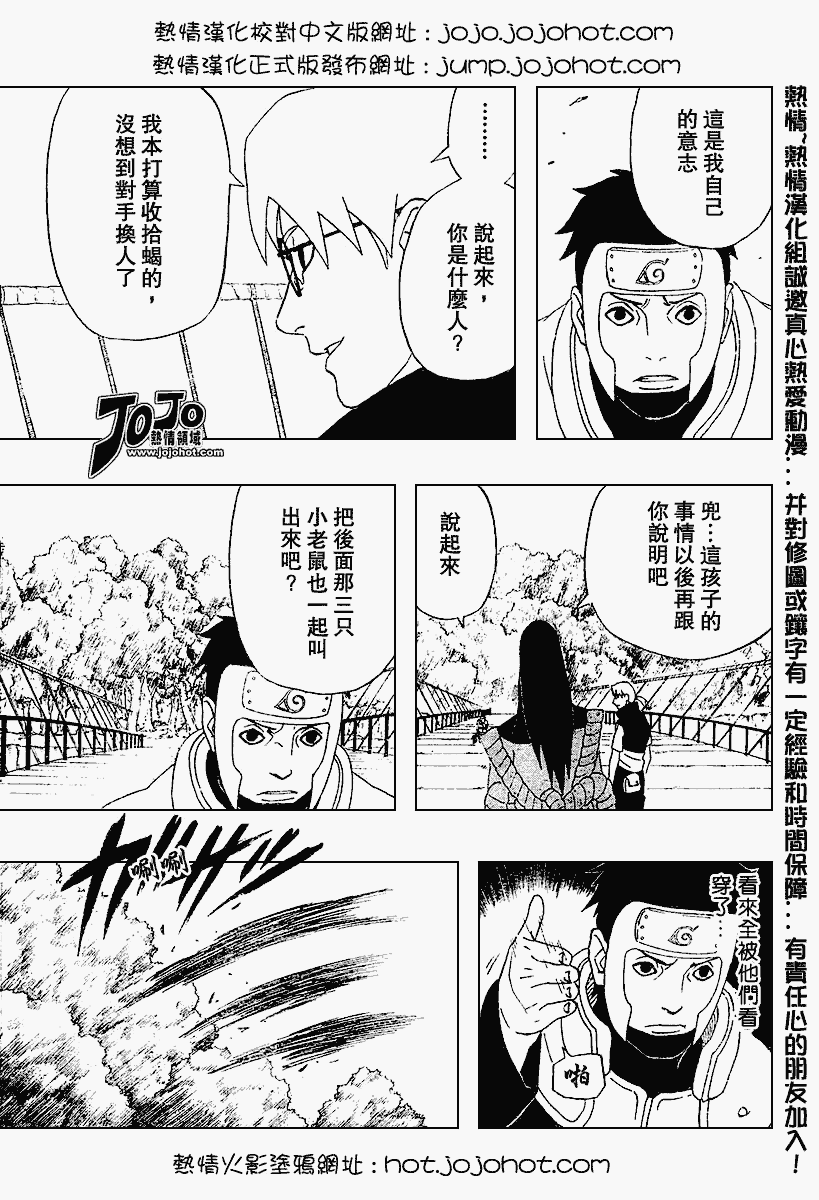 熱情漢化校對中文版網址：jojo.jojohot.com
熱情漢化正式版發布網址：jump.jojohot.com
熱情~熱情漢化組誠邀真心熱愛動漫...并對修圖或鑲字有一定經驗和時間保障...有責任心的朋友加入！
這是我自己
的意志
………
說起來，
你是什麼人？
我本打算收拾蝎的，
沒想到對手換人了
JOJO
熱情領域
www.jojohot.com
兜…這孩子的
事情以後再跟
你說明吧
說起來
把後面那三只
小老鼠也一起叫
出來吧？
看來全被他們看
穿了…
啪
ガガサッ
唰唰
熱情火影塗鴉網址：hot.jojohot.com